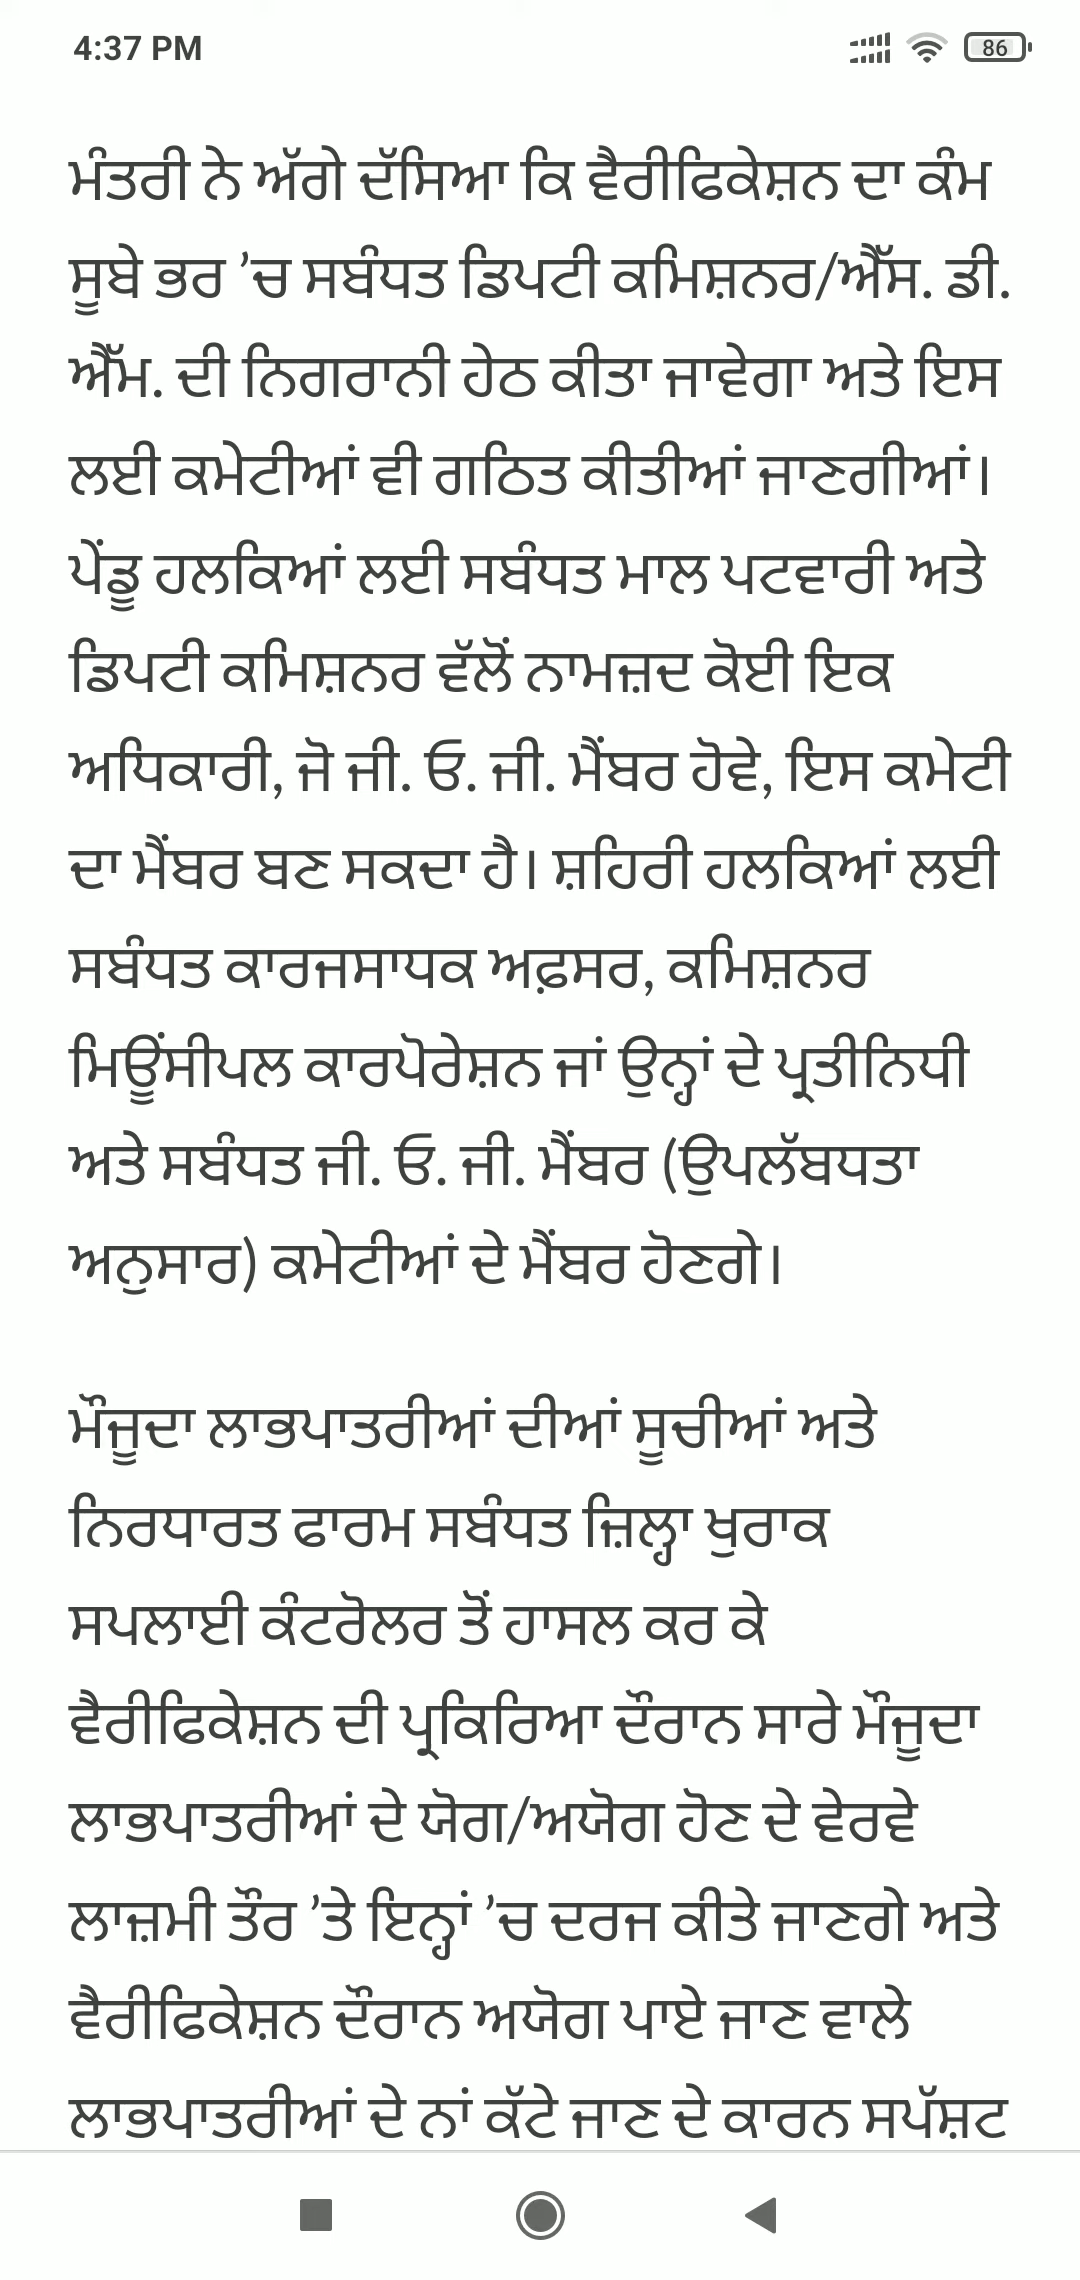 4:37 PM
86
ਮੰਤਰੀ ਨੇ ਅੱਗੇ ਦੱਸਿਆ ਕਿ ਵੈਰੀਫਿਕੇਸ਼ਨ ਦਾ ਕੰਮ
ਸੂਬੇ ਭਰ ’ਚ ਸਬੰਧਤ ਡਿਪਟੀ ਕਮਿਸ਼ਨਰ/ਐੱਸ. ਡੀ.
ਐੱਮ. ਦੀ ਨਿਗਰਾਨੀ ਹੇਠ ਕੀਤਾ ਜਾਵੇਗਾ ਅਤੇ ਇਸ
ਲਈ ਕਮੇਟੀਆਂ ਵੀ ਗਠਿਤ ਕੀਤੀਆਂ ਜਾਣਗੀਆਂ।
ਪੇਂਡੂ ਹਲਕਿਆਂ ਲਈ ਸਬੰਧਤ ਮਾਲ ਪਟਵਾਰੀ ਅਤੇ
ਡਿਪਟੀ ਕਮਿਸ਼ਨਰ ਵੱਲੋਂ ਨਾਮਜ਼ਦ ਕੋਈ ਇਕ
ਅਧਿਕਾਰੀ, ਜੋ ਜੀ. ਓ. ਜੀ. ਮੈਂਬਰ ਹੋਵੇ, ਇਸ ਕਮੇਟੀ
ਦਾ ਮੈਂਬਰ ਬਣ ਸਕਦਾ ਹੈ। ਸ਼ਹਿਰੀ ਹਲਕਿਆਂ ਲਈ
ਸਬੰਧਤ ਕਾਰਜਸਾਧਕ ਅਫ਼ਸਰ, ਕਮਿਸ਼ਨਰ
ਮਿਊਂਸੀਪਲ ਕਾਰਪੋਰੇਸ਼ਨ ਜਾਂ ਉਨ੍ਹਾਂ ਦੇ ਪ੍ਰਤੀਨਿਧੀ
ਅਤੇ ਸਬੰਧਤ ਜੀ. ਓ. ਜੀ. ਮੈਂਬਰ (ਉਪਲੱਬਧਤਾ
ਅਨੁਸਾਰ) ਕਮੇਟੀਆਂ ਦੇ ਮੈਂਬਰ ਹੋਣਗੇ।
ਮੌਜੂਦਾ ਲਾਭਪਾਤਰੀਆਂ ਦੀਆਂ ਸੂਚੀਆਂ ਅਤੇ
ਨਿਰਧਾਰਤ ਫਾਰਮ ਸਬੰਧਤ ਜ਼ਿਲ੍ਹਾ ਖੁਰਾਕ
ਸਪਲਾਈ ਕੰਟਰੋਲਰ ਤੋਂ ਹਾਸਲ ਕਰ ਕੇ
ਵੈਰੀਫਿਕੇਸ਼ਨ ਦੀ ਪ੍ਰਕਿਰਿਆ ਦੌਰਾਨ ਸਾਰੇ ਮੌਜੂਦਾ
ਲਾਭਪਾਤਰੀਆਂ ਦੇ ਯੋਗ/ਅਯੋਗ ਹੋਣ ਦੇ ਵੇਰਵੇ
ਲਾਜ਼ਮੀ ਤੌਰ ’ਤੇ ਇਨ੍ਹਾਂ ’ਚ ਦਰਜ ਕੀਤੇ ਜਾਣਗੇ ਅਤੇ
ਵੈਰੀਫਿਕੇਸ਼ਨ ਦੌਰਾਨ ਅਯੋਗ ਪਾਏ ਜਾਣ ਵਾਲੇ
ਲਾਭਪਾਤਰੀਆਂ ਦੇ ਨਾਂ ਕੱਟੇ ਜਾਣ ਦੇ ਕਾਰਨ ਸਪੱਸ਼ਟ